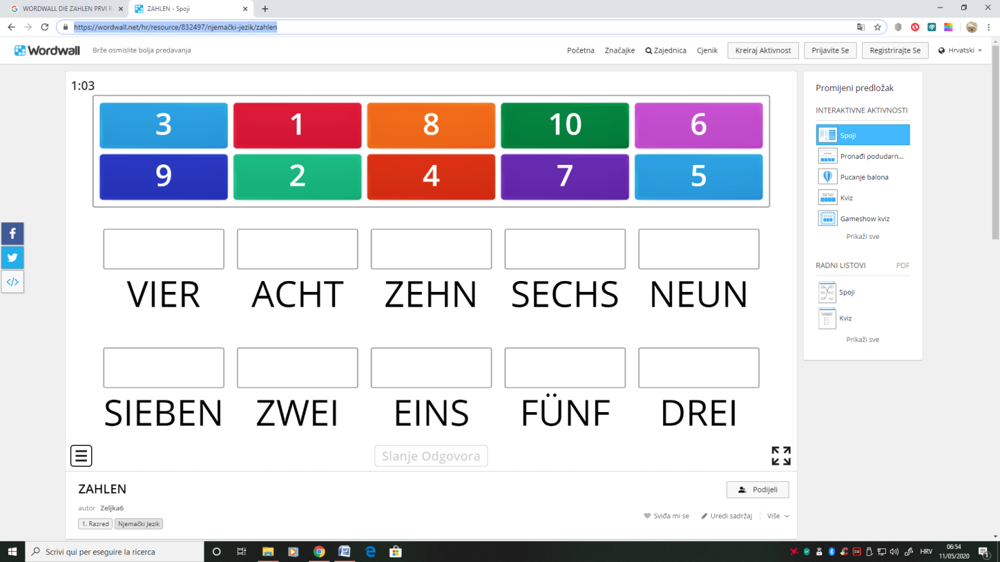 WORDWALL DIE ZAHLEN PRVI R
ZAHLEN - Spoji
https://wordwall.net/hr/resource/832497/njemački-jezik/zahlen
Wordwall
Brže osmislite bolja predavanja
Početna
Značajke
Zajednica
Cjenik
Kreiraj Aktivnost
Prijavite Se
Registrirajte Se
Hrvatski
1:03
3 1 8 10 6
9 2 4 7 5
VIER ACHT ZEHN SECHS NEUN
SIEBEN ZWEI EINS FÜNF DREI
Slanje Odgovora
ZAHLEN
autor Zeljka6
1. Razred Njemački Jezik
Podijeli
Sviđa mi se
Uredi sadržaj
Više
Promijeni predložak
INTERAKTIVNE AKTIVNOSTI
Spoji
Pronađi podudarn...
Pucanje balona
Kviz
Gameshow kviz
Prikaži sve
RADNI LISTOVI PDF
Spoji
Kviz
Prikaži sve
Scrivi qui per eseguire la ricerca
HRV
06:54
11/05/2020
1